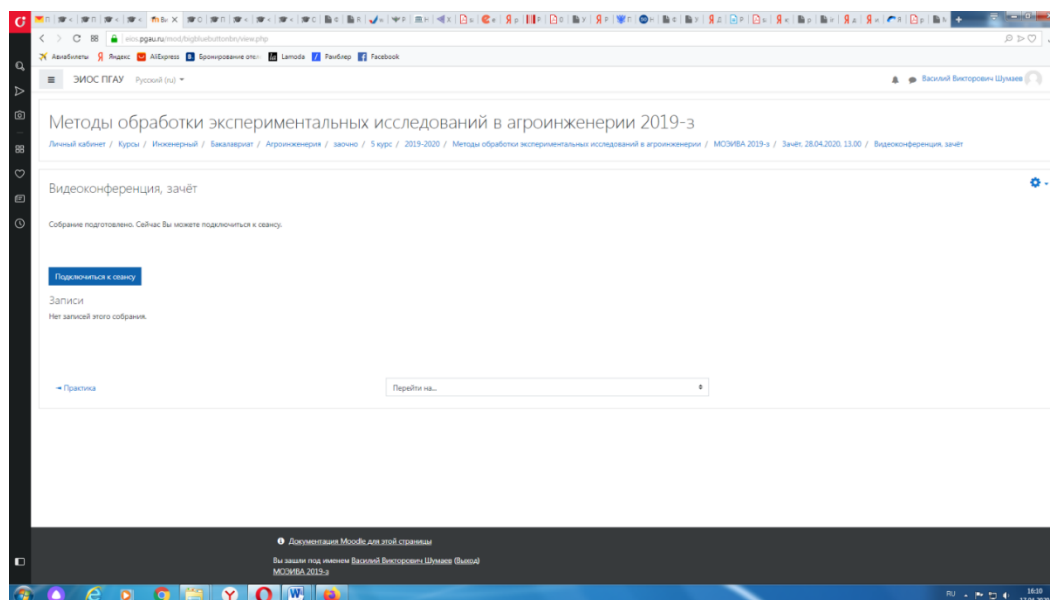 eios.pgau.ru/mod/bigbluebuttonbn/view.php
Авиабилеты Яндекс AliExpress Бронирование отел Lamoda Рамблер Facebook
ЭИОС ПГАУ Русский (ru) Василий Викторович Шумаев
Методы обработки экспериментальных исследований в агроинженерии 2019-з
Личный кабинет / Курсы / Инженерный / Бакалавриат / Агроинженерия / заочно / 5 курс / 2019-2020 / Методы обработки экспериментальных исследований в агроинженерии / МОЭИВА 2019-з / Зачёт. 28.04.2020. 13.00 / Видеоконференция, зачёт
Видеоконференция, зачёт
Собрание подготовлено. Сейчас Вы можете подключиться к сеансу.
Подключиться к сеансу
Записи
Нет записей этого собрания.
◄ Практика Перейти на...
Документация Moodle для этой страницы
Вы зашли под именем Василий Викторович Шумаев (Выход)
МОЭИВА 2019-з
RU 16:10
17.04.2020